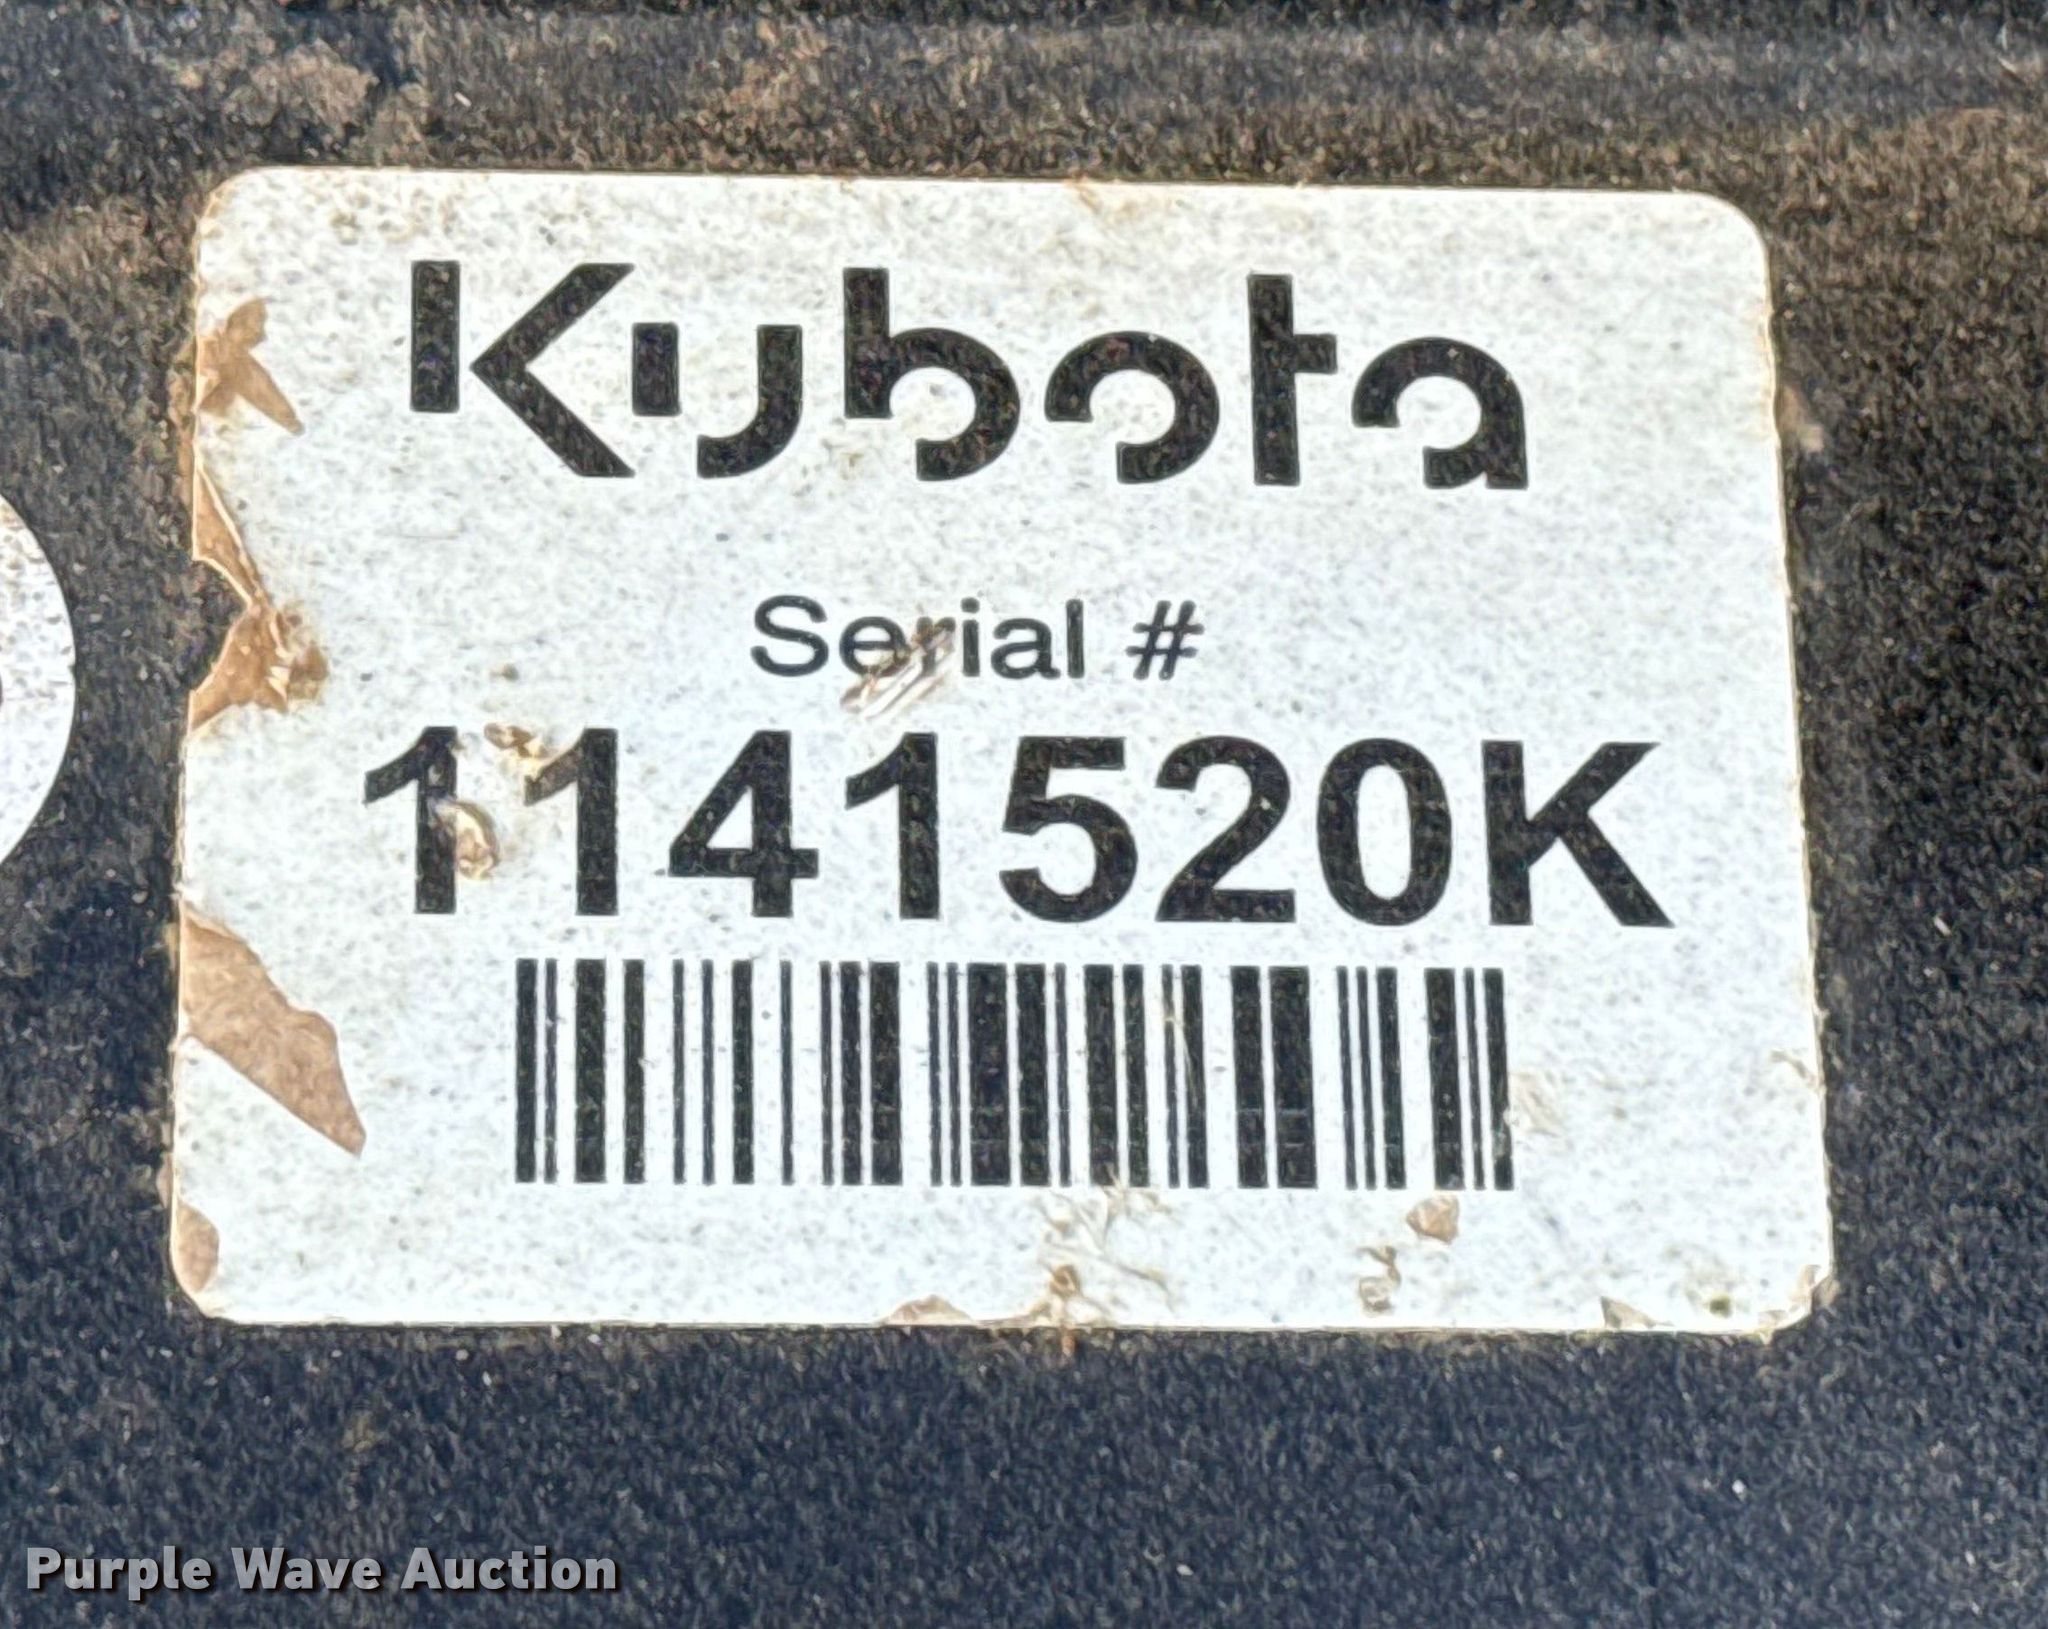 Kubota
Serial #
1141520K
Purple Wave Auction